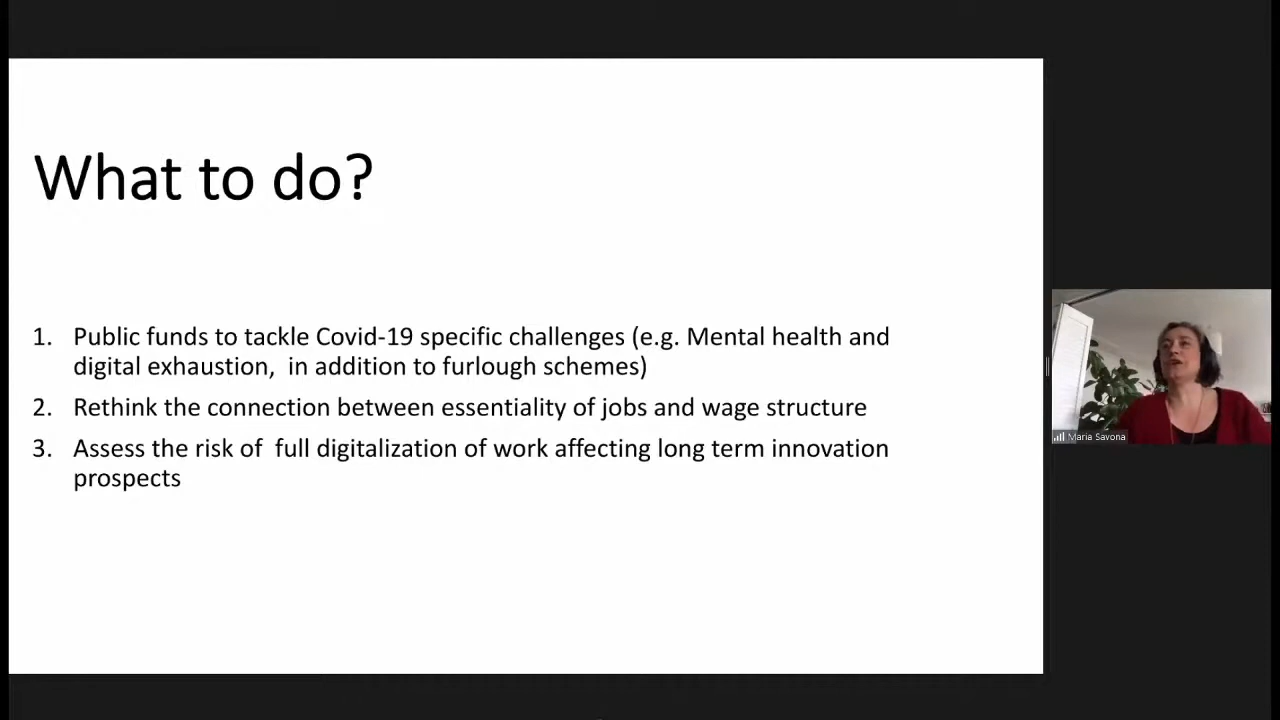 What to do?
1. Public funds to tackle Covid-19 specific challenges (e.g. Mental health and
digital exhaustion,  in addition to furlough schemes)
2. Rethink the connection between essentiality of jobs and wage structure
3. Assess the risk of  full digitalization of work affecting long term innovation
prospects
Maria Savona